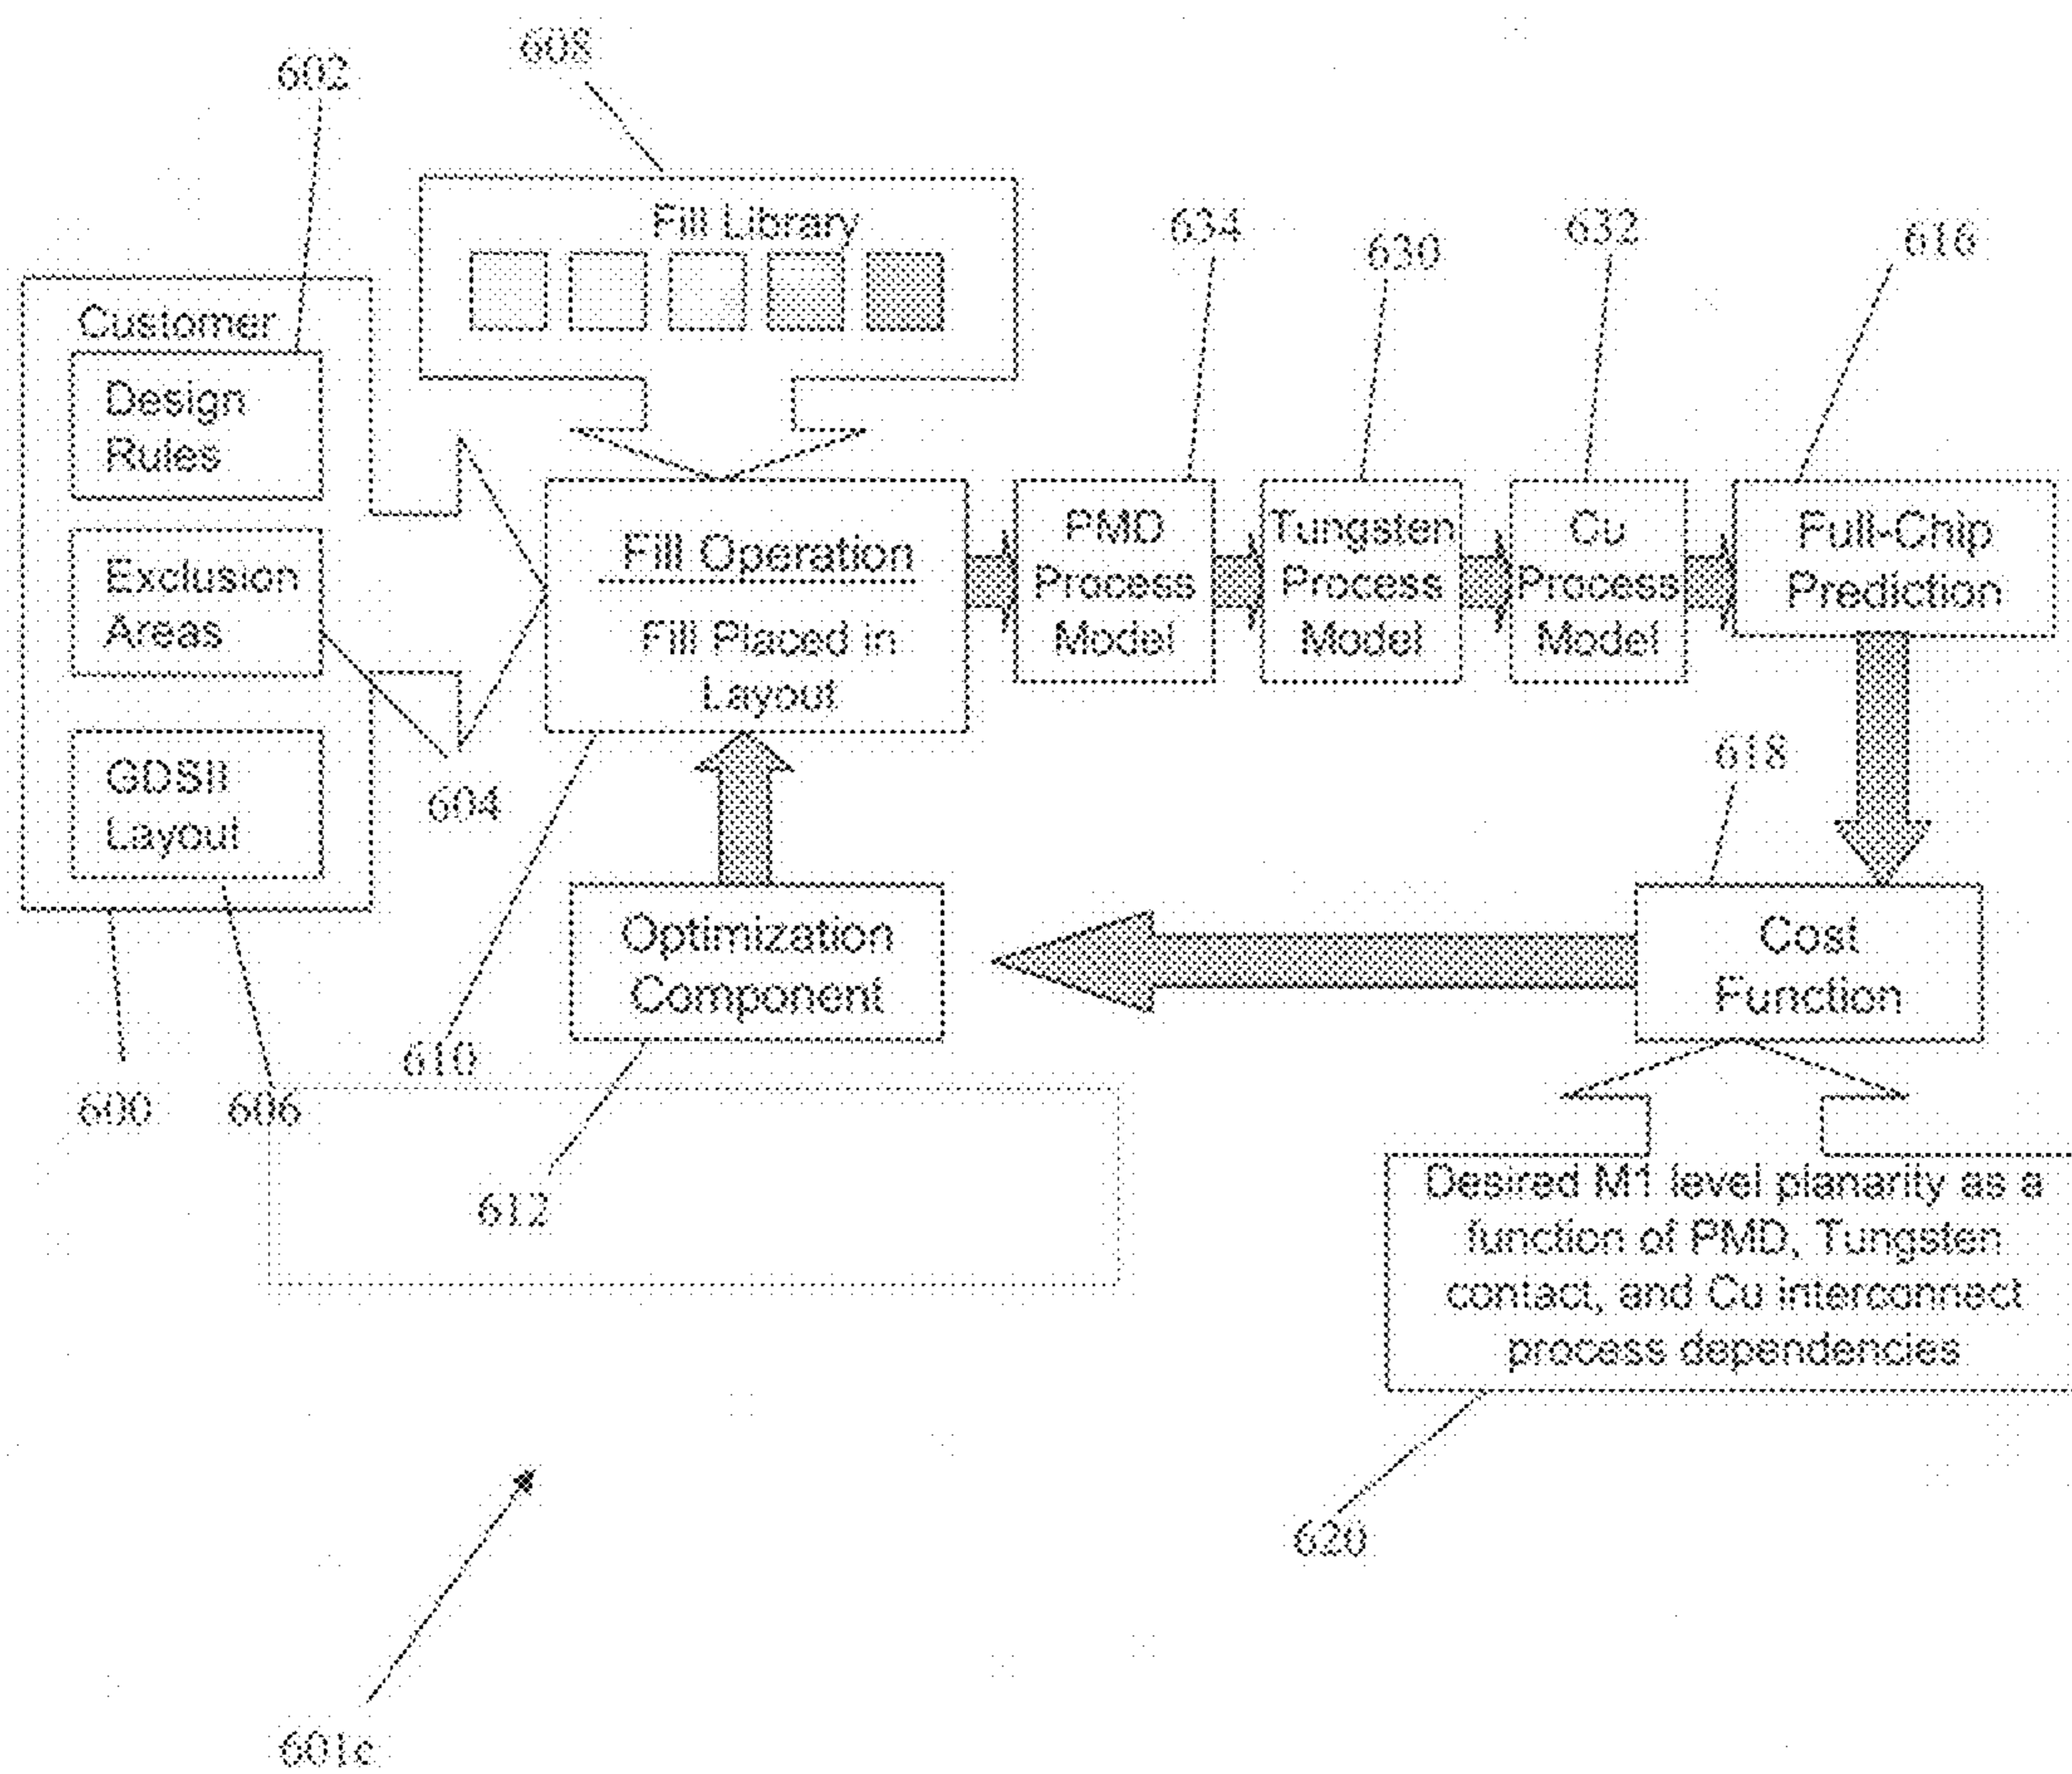 608
602
Fill Library
634
630
632
616
Customer
Design
Rules
Exclusion
Areas
GDSII
Layout
Fill Operation
Fill Placed in
Layout
PMD
Process
Model
Tungsten
Process
Model
Cu
Process
Model
Full-Chip
Prediction
604
618
Optimization
Component
Cost
Function
610
600
606
612
Desired M1 level planarity as a
function of PMD, Tungsten
contact, and Cu interconnect
process dependencies
620
601c